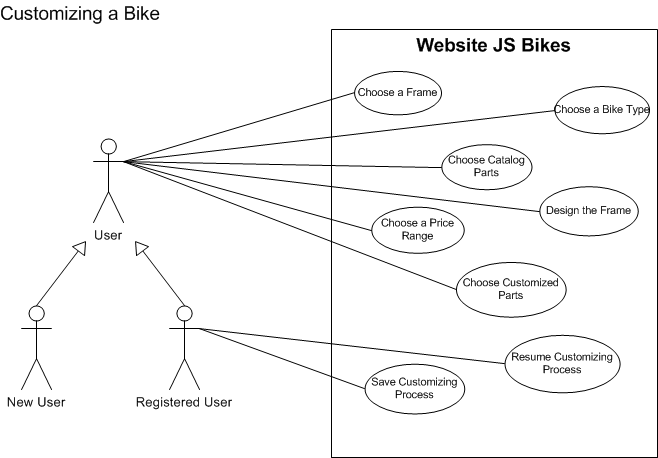 Customizing a Bike
Website JS Bikes
Choose a Frame
Choose a Bike Type
Choose Catalog
Parts
Design the Frame
Choose a Price
Range
User
Choose Customized
Parts
Resume Customizing
Process
Save Customizing
Process
New User
Registered User